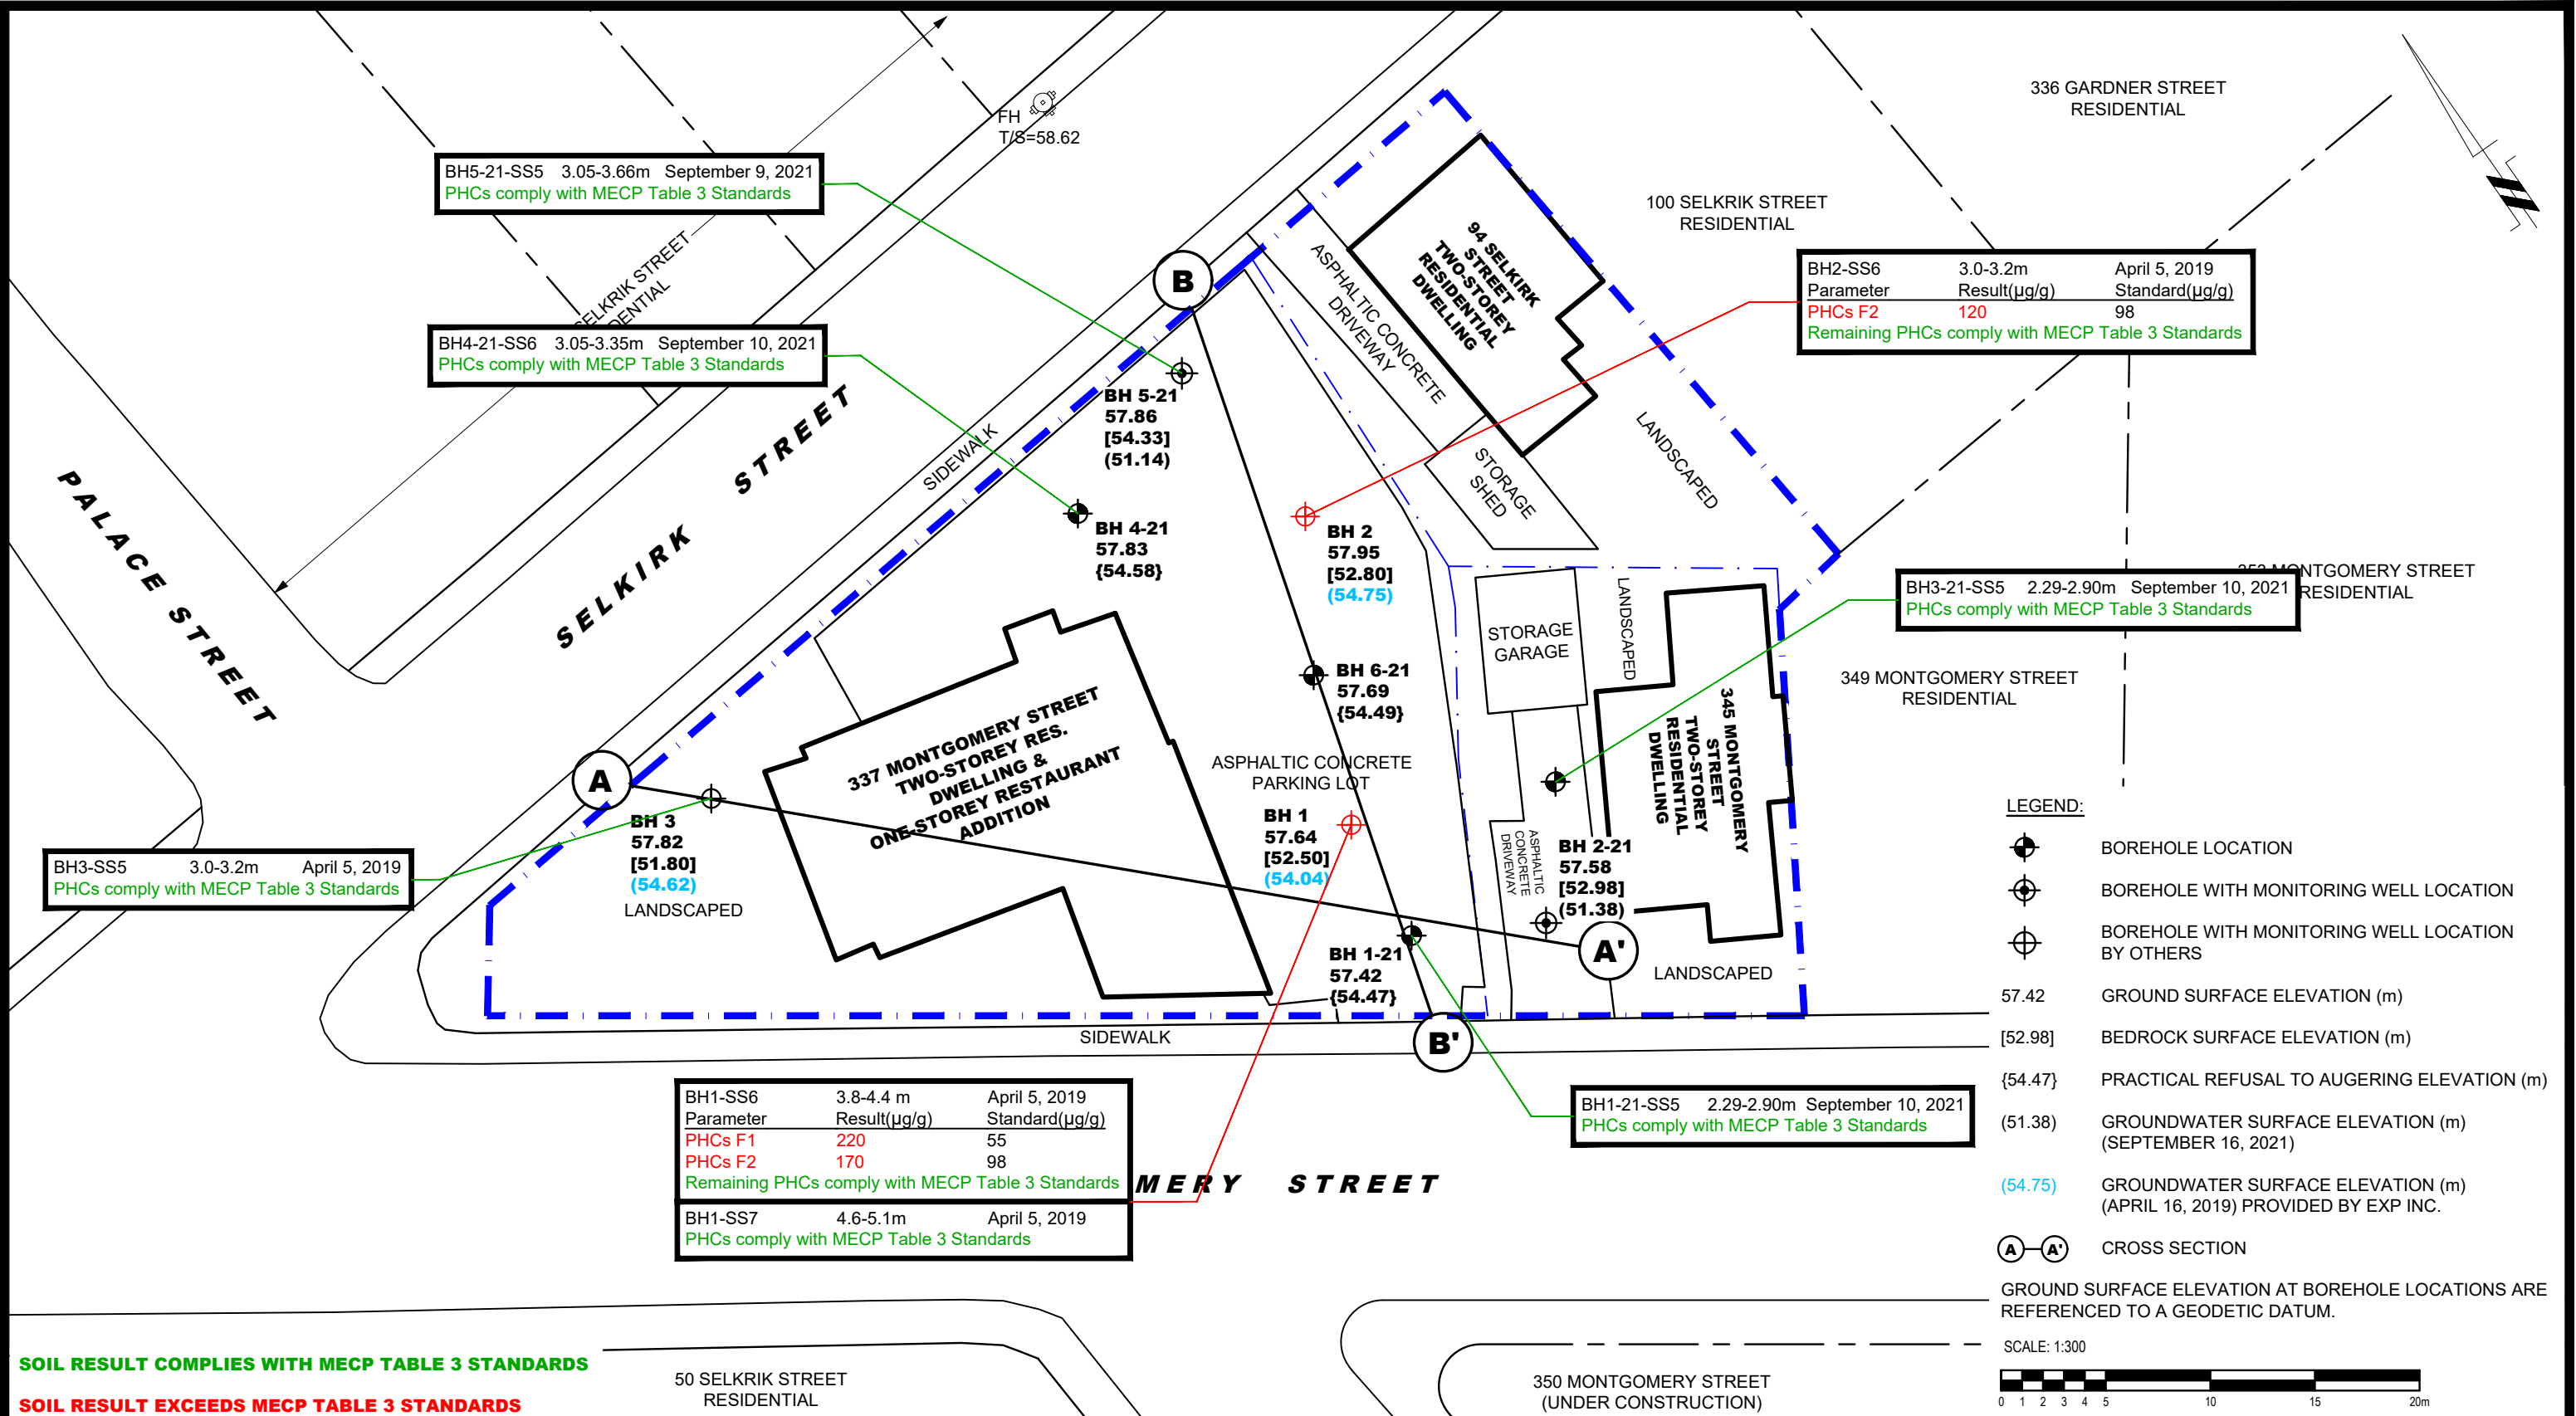 336 GARDNER STREET
RESIDENTIAL
FH
T/S=58.62
BH5-21-SS5 3.05-3.66m September 9, 2021
PHCs comply with MECP Table 3 Standards
100 SELKRIK STREET
RESIDENTIAL
94 SELKIRK
STREET
TWO-STOREY
RESIDENTIAL
DWELLING
ASPHALTIC CONCRETE
DRIVEWAY
SELKRIK STREET
DENTIAL
B
BH2-SS6 3.0-3.2m April 5, 2019
Parameter Result(µg/g) Standard(µg/g)
PHCs F2 120 98
Remaining PHCs comply with MECP Table 3 Standards
BH4-21-SS6 3.05-3.35m September 10, 2021
PHCs comply with MECP Table 3 Standards
BH 5-21
57.86
[54.33]
(51.14)
SIDEWALK
SELKIRK STREET
PALACE STREET
STORAGE
SHED
LANDSCAPED
BH 4-21
57.83
{54.58}
BH 2
57.95
[52.80]
(54.75)
MONTGOMERY STREET
RESIDENTIAL
BH3-21-SS5 2.29-2.90m September 10, 2021
PHCs comply with MECP Table 3 Standards
STORAGE
GARAGE
LANDSCAPED
BH 6-21
57.69
{54.49}
349 MONTGOMERY STREET
RESIDENTIAL
345 MONTGOMERY
STREET
TWO-STOREY
RESIDENTIAL
DWELLING
337 MONTGOMERY STREET
TWO-STOREY RES.
DWELLING &
ONE-STOREY RESTAURANT
ADDITION
ASPHALTIC CONCRETE
PARKING LOT
A
BH 3
57.82
[51.80]
(54.62)
LANDSCAPED
BH3-SS5 3.0-3.2m April 5, 2019
PHCs comply with MECP Table 3 Standards
BH 1
57.64
[52.50]
(54.04)
ASPHALTIC
CONCRETE
DRIVEWAY
BH 2-21
57.58
[52.98]
(51.38)
A'
LANDSCAPED
BH 1-21
57.42
{54.47}
SIDEWALK
B'
BH1-SS6 3.8-4.4 m April 5, 2019
Parameter Result(µg/g) Standard(µg/g)
PHCs F1 220 55
PHCs F2 170 98
Remaining PHCs comply with MECP Table 3 Standards
BH1-SS7 4.6-5.1m April 5, 2019
PHCs comply with MECP Table 3 Standards
MERY STREET
BH1-21-SS5 2.29-2.90m September 10, 2021
PHCs comply with MECP Table 3 Standards
LEGEND:
BOREHOLE LOCATION
BOREHOLE WITH MONITORING WELL LOCATION
BOREHOLE WITH MONITORING WELL LOCATION
BY OTHERS
57.42 GROUND SURFACE ELEVATION (m)
[52.98] BEDROCK SURFACE ELEVATION (m)
{54.47} PRACTICAL REFUSAL TO AUGERING ELEVATION (m)
(51.38) GROUNDWATER SURFACE ELEVATION (m)
(SEPTEMBER 16, 2021)
(54.75) GROUNDWATER SURFACE ELEVATION (m)
(APRIL 16, 2019) PROVIDED BY EXP INC.
A A' CROSS SECTION
GROUND SURFACE ELEVATION AT BOREHOLE LOCATIONS ARE
REFERENCED TO A GEODETIC DATUM.
SCALE: 1:300
0 1 2 3 4 5 10 15 20m
SOIL RESULT COMPLIES WITH MECP TABLE 3 STANDARDS
SOIL RESULT EXCEEDS MECP TABLE 3 STANDARDS
50 SELKRIK STREET
RESIDENTIAL
350 MONTGOMERY STREET
(UNDER CONSTRUCTION)